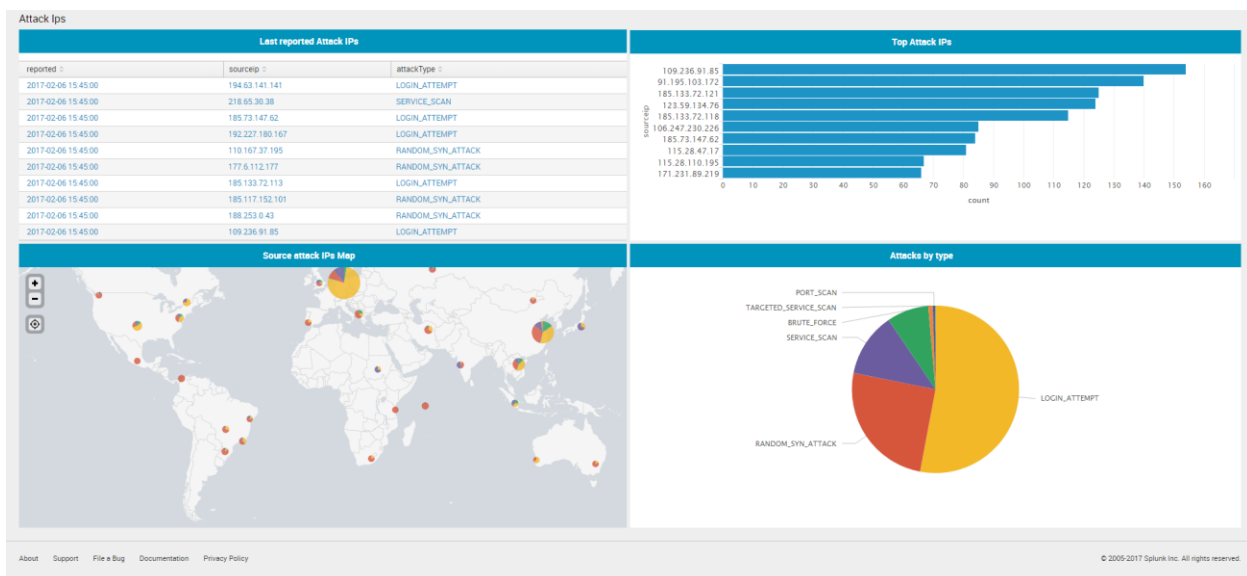 Attack Ips
Last reported Attack IPs
reported sourceip attackType
2017-02-06 15:45:00 194.63.141.141 LOGIN_ATTEMPT
2017-02-06 15:45:00 218.65.30.38 SERVICE_SCAN
2017-02-06 15:45:00 185.73.147.62 LOGIN_ATTEMPT
2017-02-06 15:45:00 192.227.180.167 LOGIN_ATTEMPT
2017-02-06 15:45:00 110.167.37.195 RANDOM_SYN_ATTACK
2017-02-06 15:45:00 177.6.112.177 RANDOM_SYN_ATTACK
2017-02-06 15:45:00 185.133.72.113 LOGIN_ATTEMPT
2017-02-06 15:45:00 185.117.152.101 RANDOM_SYN_ATTACK
2017-02-06 15:45:00 188.253.0.43 RANDOM_SYN_ATTACK
2017-02-06 15:45:00 109.236.91.85 LOGIN_ATTEMPT
Top Attack IPs
sourceip
109.236.91.85
91.195.103.172
185.133.72.121
123.59.134.76
185.133.72.118
106.247.230.226
185.73.147.62
115.28.47.17
115.28.110.195
171.231.89.219
0 10 20 30 40 50 60 70 80 90 100 110 120 130 140 150 160
count
Source attack IPs Map
+
−
Attacks by type
PORT_SCAN
TARGETED_SERVICE_SCAN
BRUTE_FORCE
SERVICE_SCAN
LOGIN_ATTEMPT
RANDOM_SYN_ATTACK
About Support File a Bug Documentation Privacy Policy
© 2005-2017 Splunk Inc. All rights reserved.